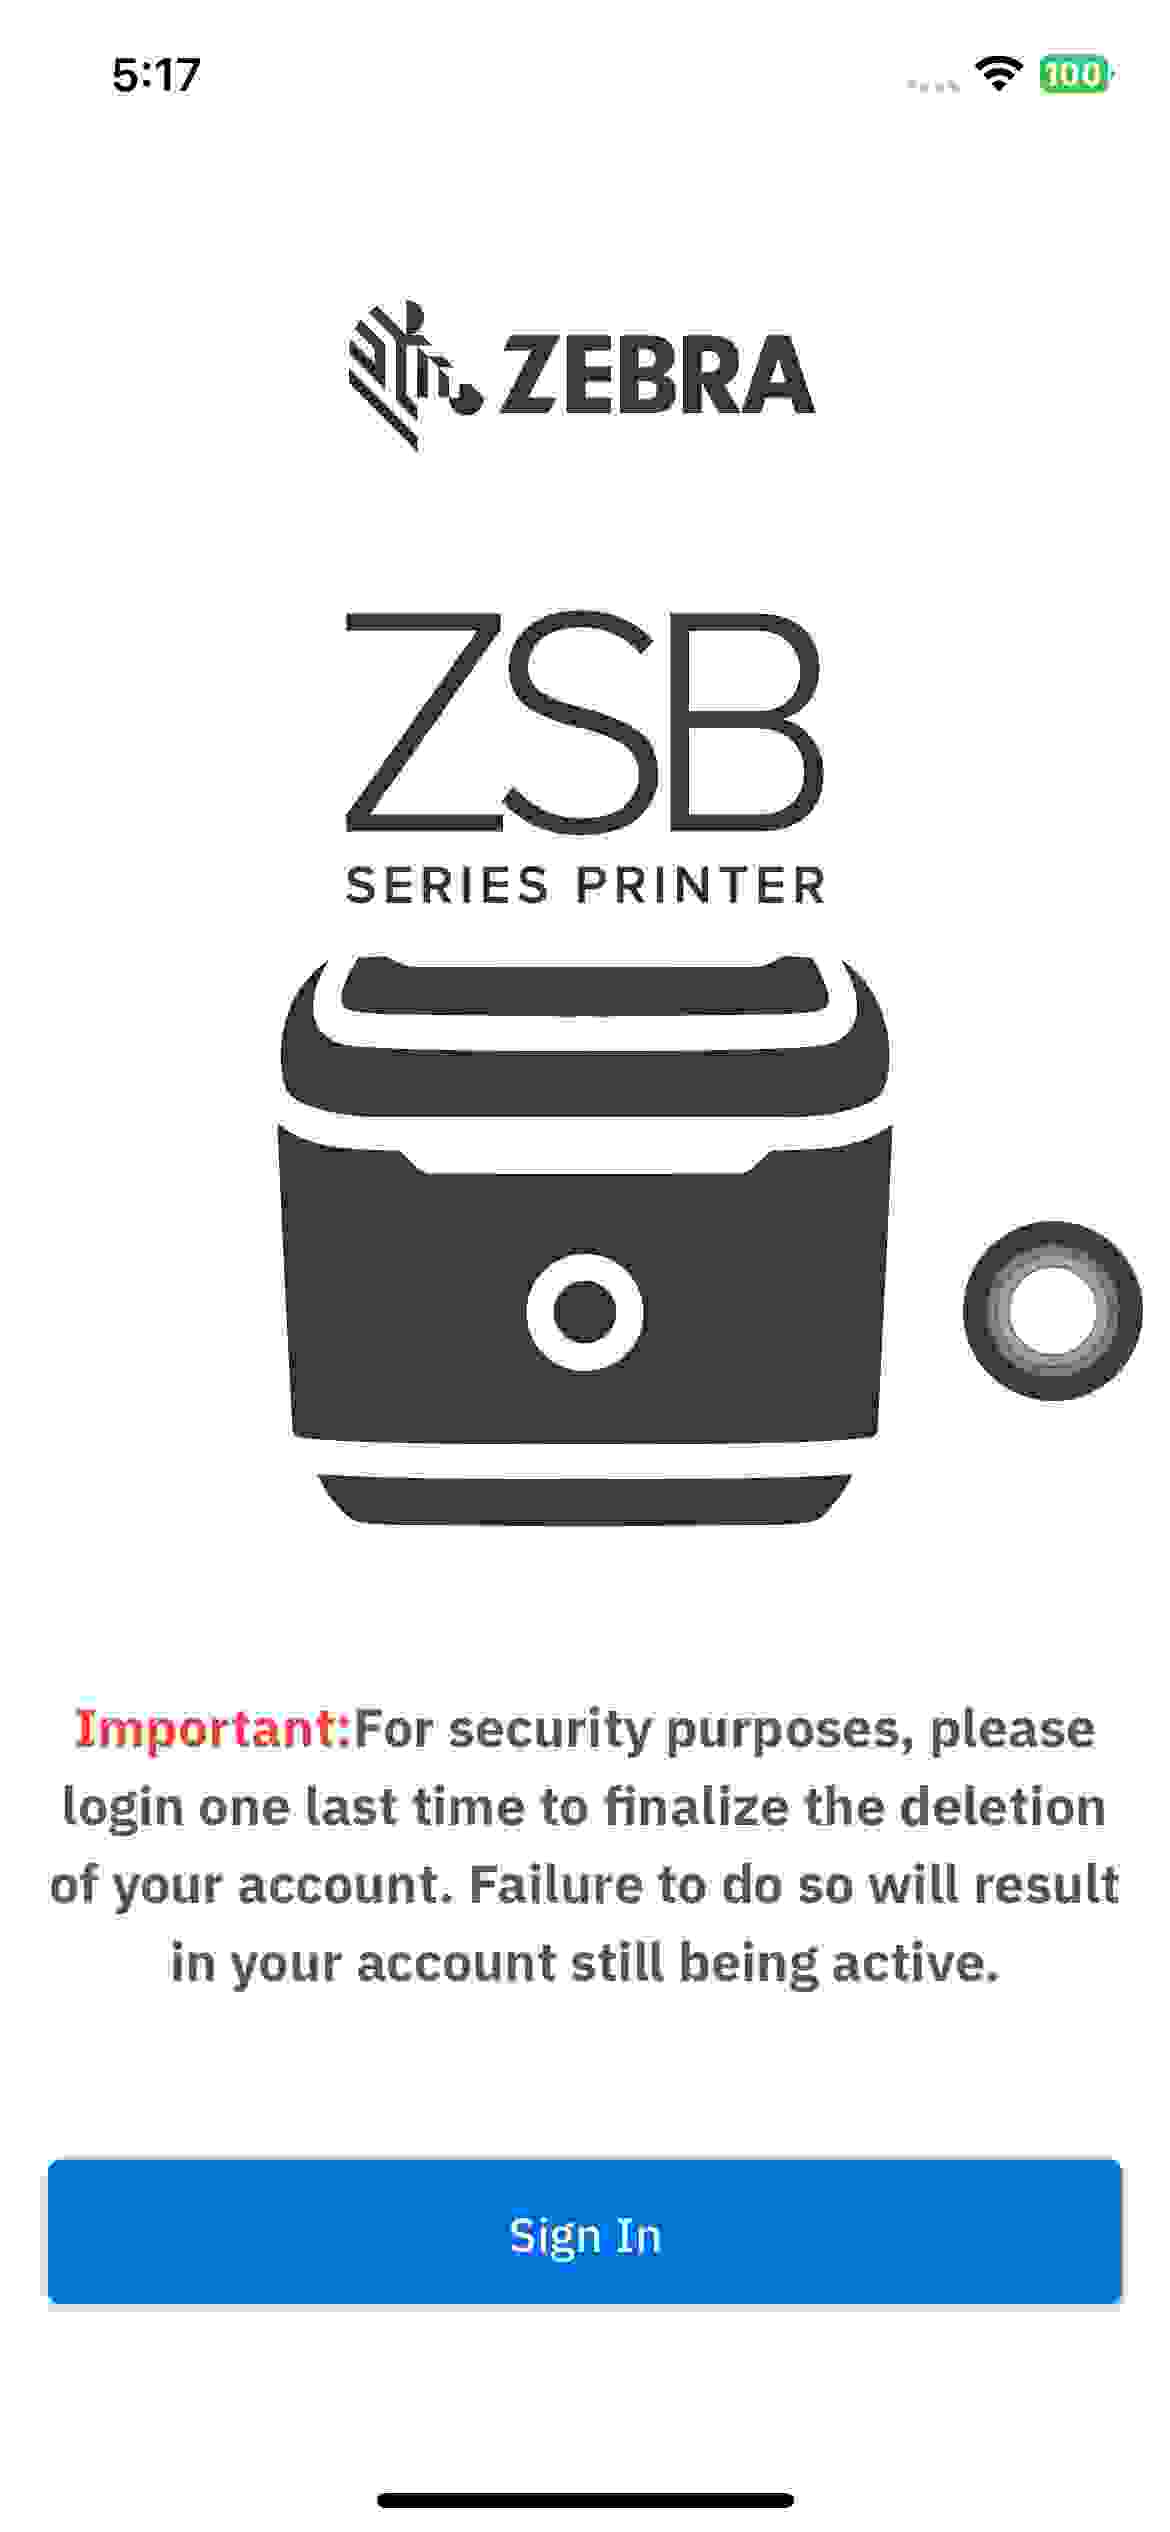 5:17
100
ZEBRA
ZSB
SERIES PRINTER
Important:For security purposes, please
login one last time to finalize the deletion
of your account. Failure to do so will result
in your account still being active.
Sign In